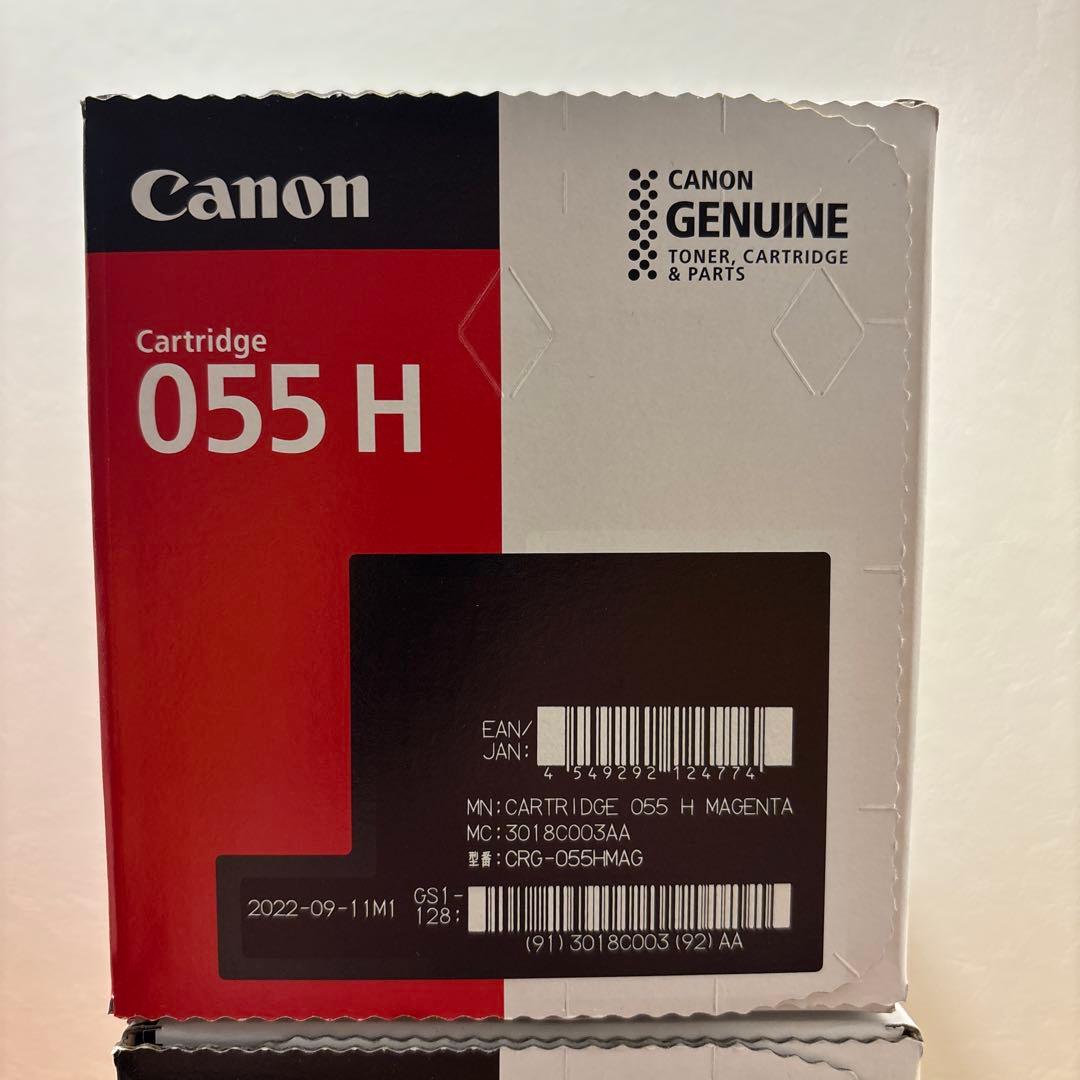 Canon
CANON
GENUINE
TONER, CARTRIDGE
& PARTS
Cartridge
055 H
EAN/
JAN:
4 549292 124774
MN:CARTRIDGE 055 H MAGENTA
MC:3018C003AA
型番:CRG-055HMAG
2022-09-11M1
GS1-
128:
(91)3018C003(92)AA